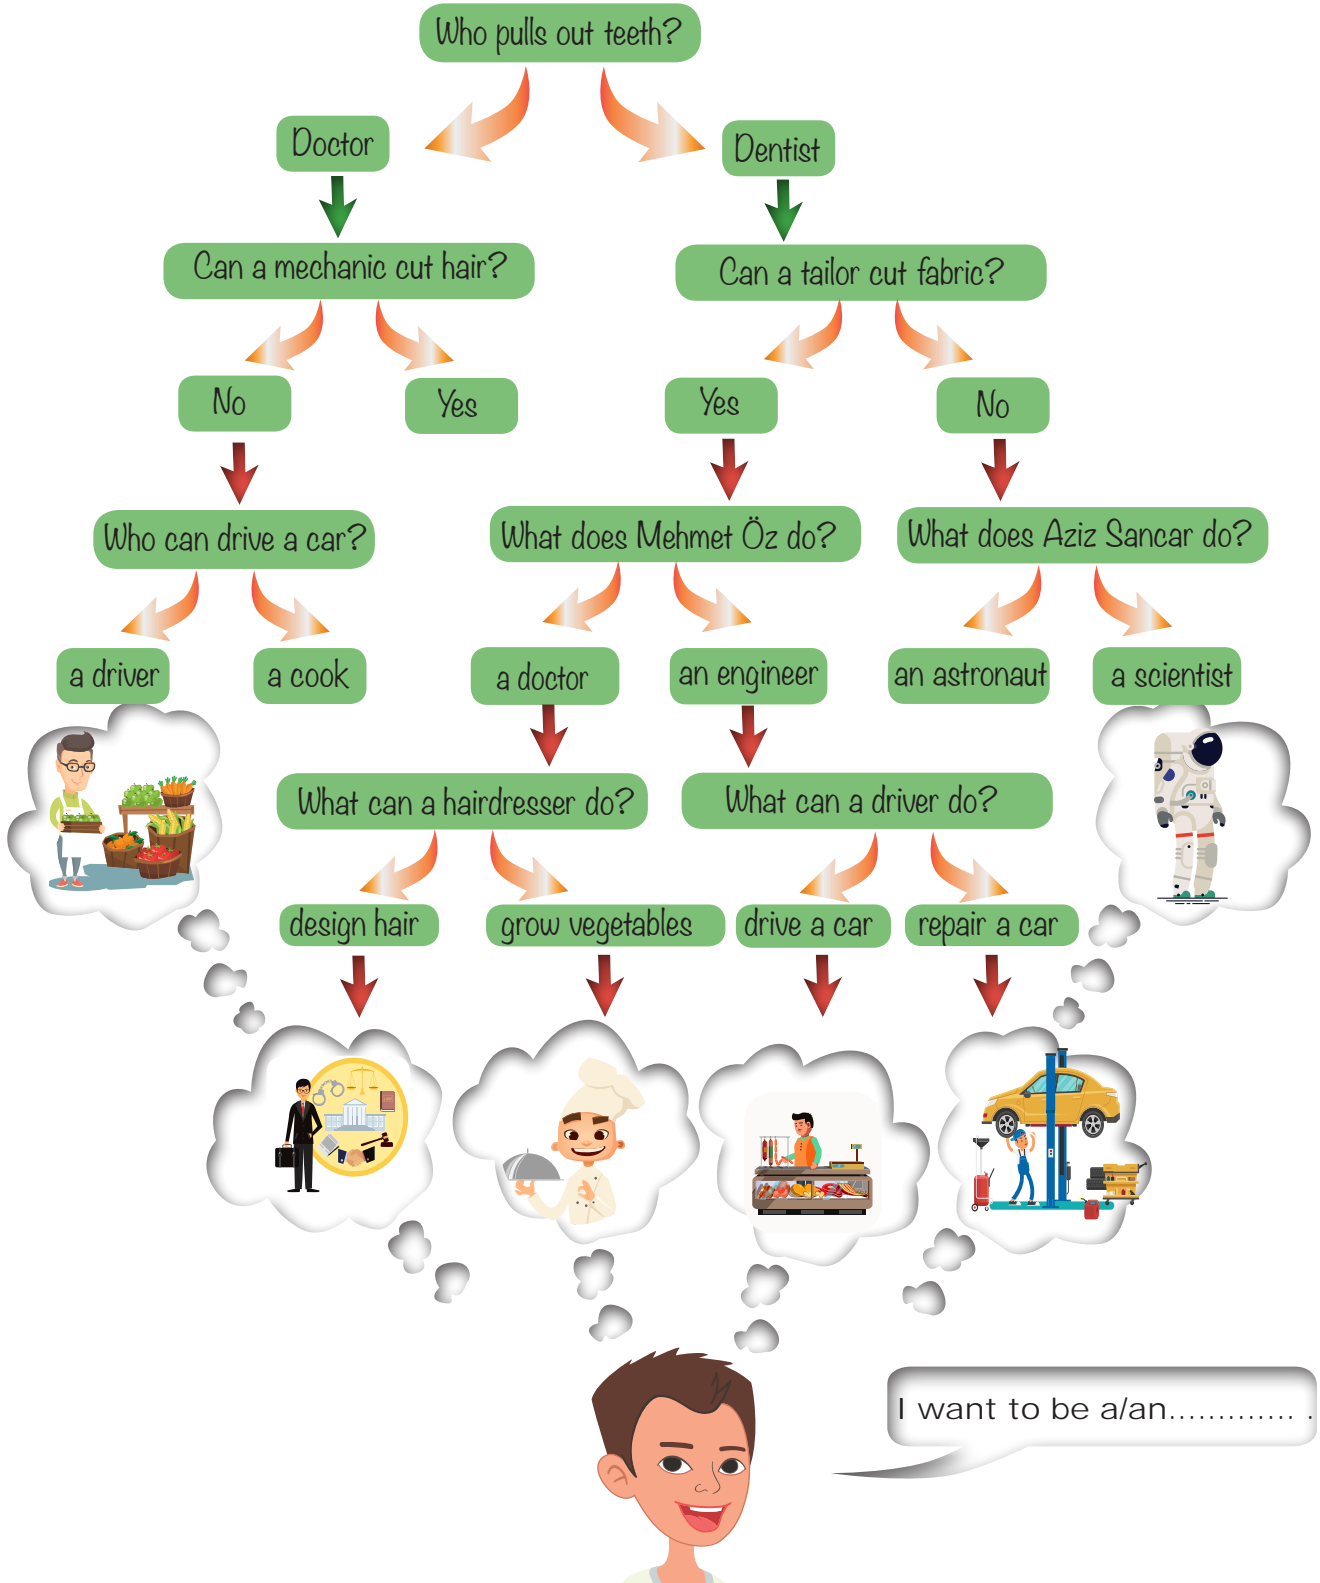 Who pulls out teeth?
Doctor
Dentist
Can a mechanic cut hair?
Can a tailor cut fabric?
No
Yes
Yes
No
Who can drive a car?
What does Mehmet Öz do?
What does Aziz Sancar do?
a driver
a cook
a doctor
an engineer
an astronaut
a scientist
What can a hairdresser do?
What can a driver do?
design hair
grow vegetables
drive a car
repair a car
I want to be a/an............. .